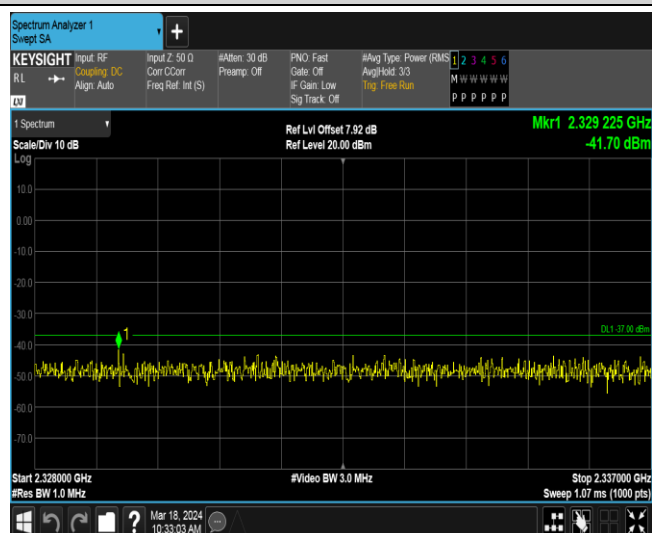 Spectrum Analyzer 1
Swept SA
+
KEYSIGHT Input: RF Input Z: 50 Ω #Atten: 30 dB PNO: Fast #Avg Type: Power (RMS 1 2 3 4 5 6
RL Coupling: DC Corr CCorr Preamp: Off Gate: Off Avg|Hold: 3/3 M W W W W W
Align: Auto Freq Ref: Int (S) IF Gain: Low Trig: Free Run
Sig Track: Off P P P P P P
LXI
1 Spectrum Ref Lvl Offset 7.92 dB Mkr1 2.329 225 GHz
Scale/Div 10 dB Ref Level 20.00 dBm -41.70 dBm
Log
10.0
0.00
-10.0
-20.0
-30.0
1 DL1 -37.00 dBm
-40.0
-50.0
-60.0
-70.0
Start 2.328000 GHz #Video BW 3.0 MHz Stop 2.337000 GHz
#Res BW 1.0 MHz Sweep 1.07 ms (1000 pts)
? Mar 18, 2024
10:33:03 AM